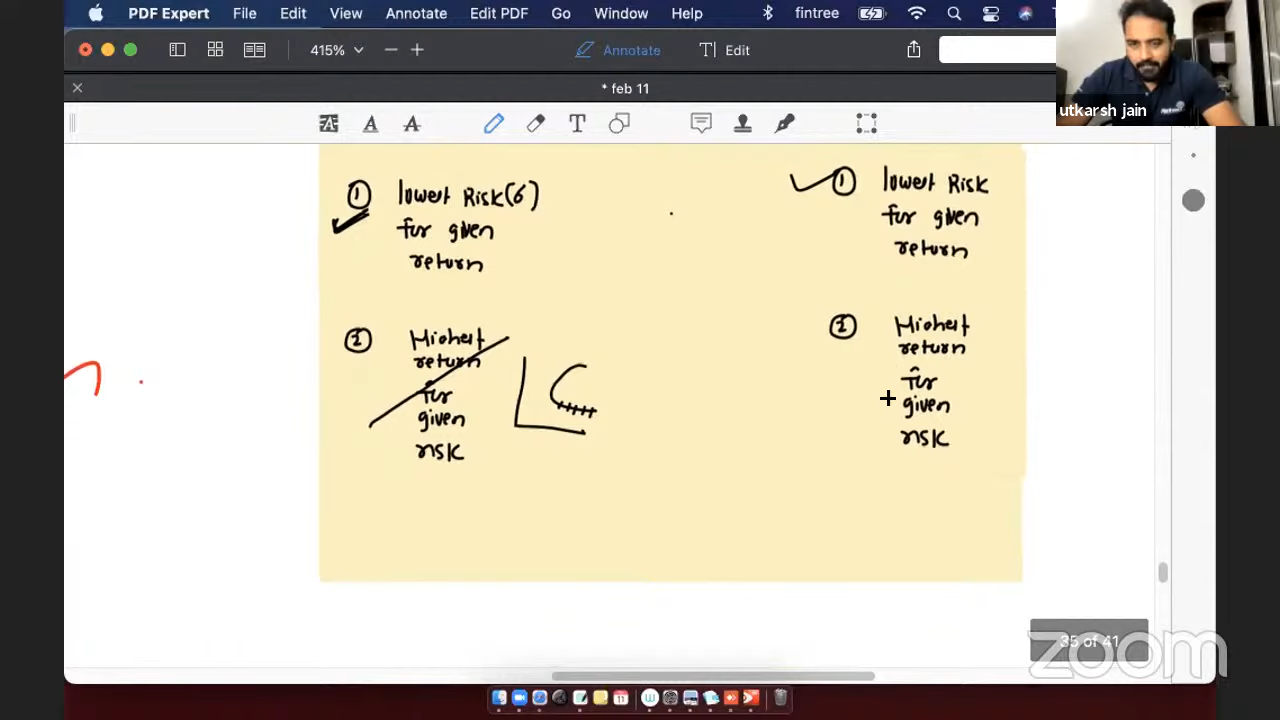 PDF Expert File Edit View Annotate Edit PDF Go Window Help fintree
415% Annotate T Edit
* feb 11
utkarsh jain
① lowest Risk(σ)
for given
return
② Highest
return
for
given
risk
① lowest Risk
for given
return
② Highest
return
for
given
risk
35 of 41
zoom